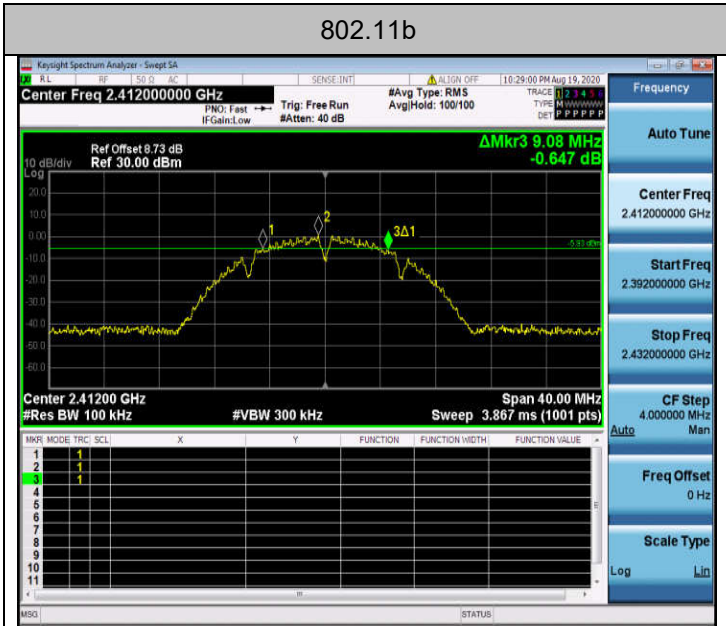 802.11b
Keysight Spectrum Analyzer - Swept SA
RL RF 50 Ω AC SENSE:INT ALIGN OFF 10:29:00 PM Aug 19, 2020
Center Freq 2.412000000 GHz
PNO: Fast
IFGain:Low
Trig: Free Run
#Atten: 40 dB
#Avg Type: RMS
Avg|Hold: 100/100
TRACE 1 2 3 4 5 6
TYPE M WWWWW
DET P P P P P P
Ref Offset 8.73 dB
10 dB/div Ref 30.00 dBm
Log
ΔMkr3 9.08 MHz
-0.647 dB
20.0
10.0
0.00
-10.0
-20.0
-30.0
-40.0
-50.0
-60.0
1
2
3Δ1
-5.93 dBm
Center 2.41200 GHz Span 40.00 MHz
#Res BW 100 kHz #VBW 300 kHz Sweep 3.867 ms (1001 pts)
MKR MODE TRC SCL X Y FUNCTION FUNCTION WIDTH FUNCTION VALUE
1 1
2 1
3 1
4
5
6
7
8
9
10
11
MSG STATUS
Frequency
Auto Tune
Center Freq
2.412000000 GHz
Start Freq
2.392000000 GHz
Stop Freq
2.432000000 GHz
CF Step
4.000000 MHz
Auto Man
Freq Offset
0 Hz
Scale Type
Log Lin